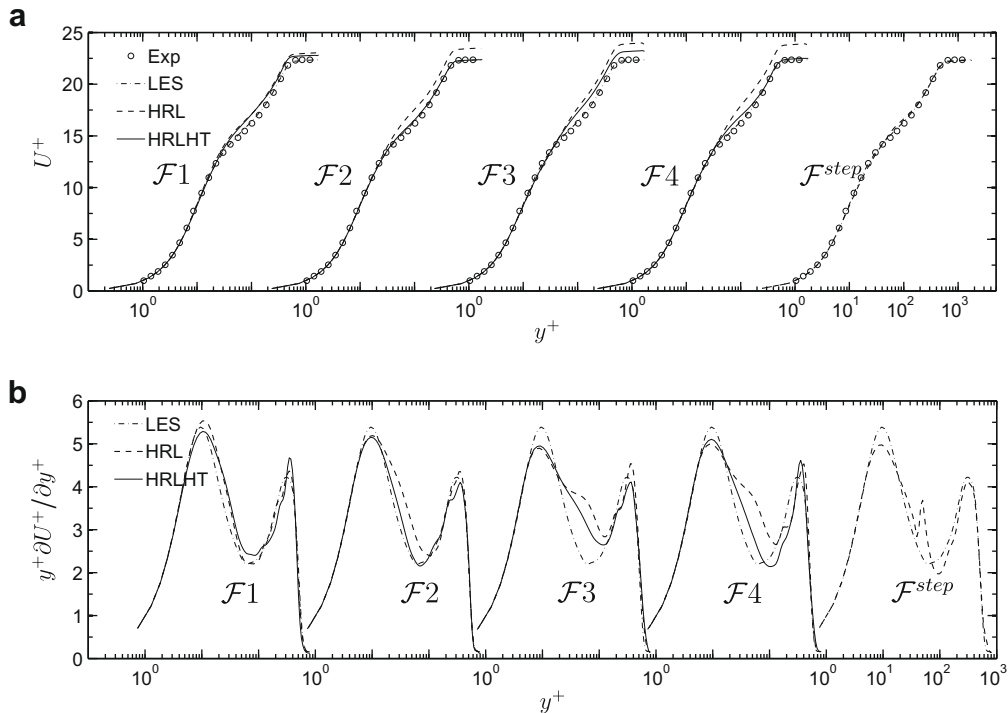 a
25
20
15
10
5
0
U⁺
Exp
LES
HRL
HRLHT
ℱ1
ℱ2
ℱ3
ℱ4
ℱˢᵗᵉᵖ
10⁰
10⁰
10⁰
10⁰
10⁰
10¹
10²
10³
y⁺
b
6
5
4
3
2
1
0
y⁺∂U⁺/∂y⁺
LES
HRL
HRLHT
ℱ1
ℱ2
ℱ3
ℱ4
ℱˢᵗᵉᵖ
10⁰
10⁰
10⁰
10⁰
10⁰
10¹
10²
10³
y⁺